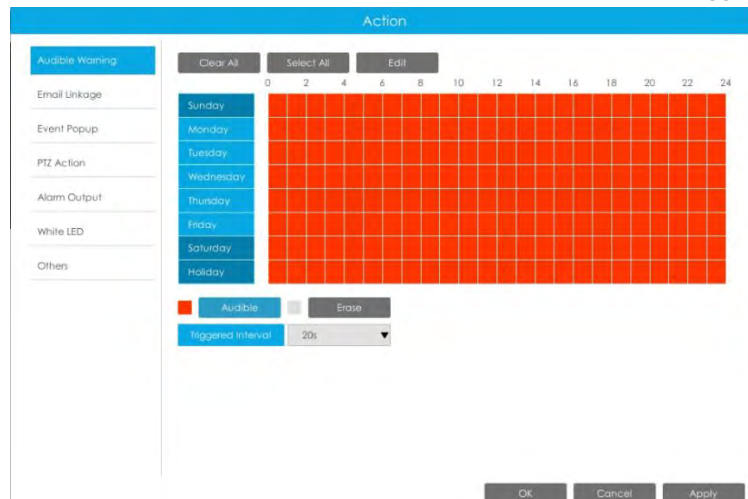 Action
Audible Warning
Email Linkage
Event Popup
PTZ Action
Alarm Output
White LED
Others
Clear All Select All Edit
0 2 4 6 8 10 12 14 16 18 20 22 24
Sunday
Monday
Tuesday
Wednesday
Thursday
Friday
Saturday
Holiday
Audible Erase
Triggered Interval 20s
OK Cancel Apply